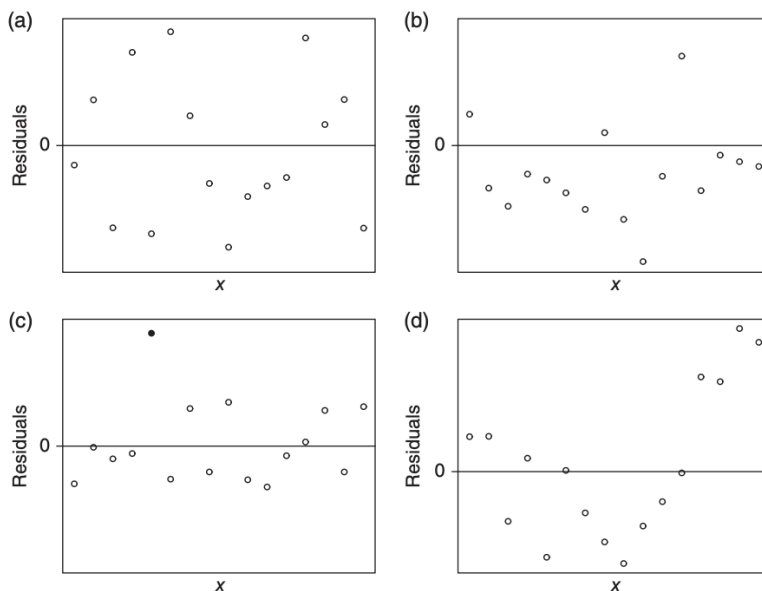 (a)
Residuals
0
x
(b)
Residuals
0
x
(c)
Residuals
0
x
(d)
Residuals
0
x